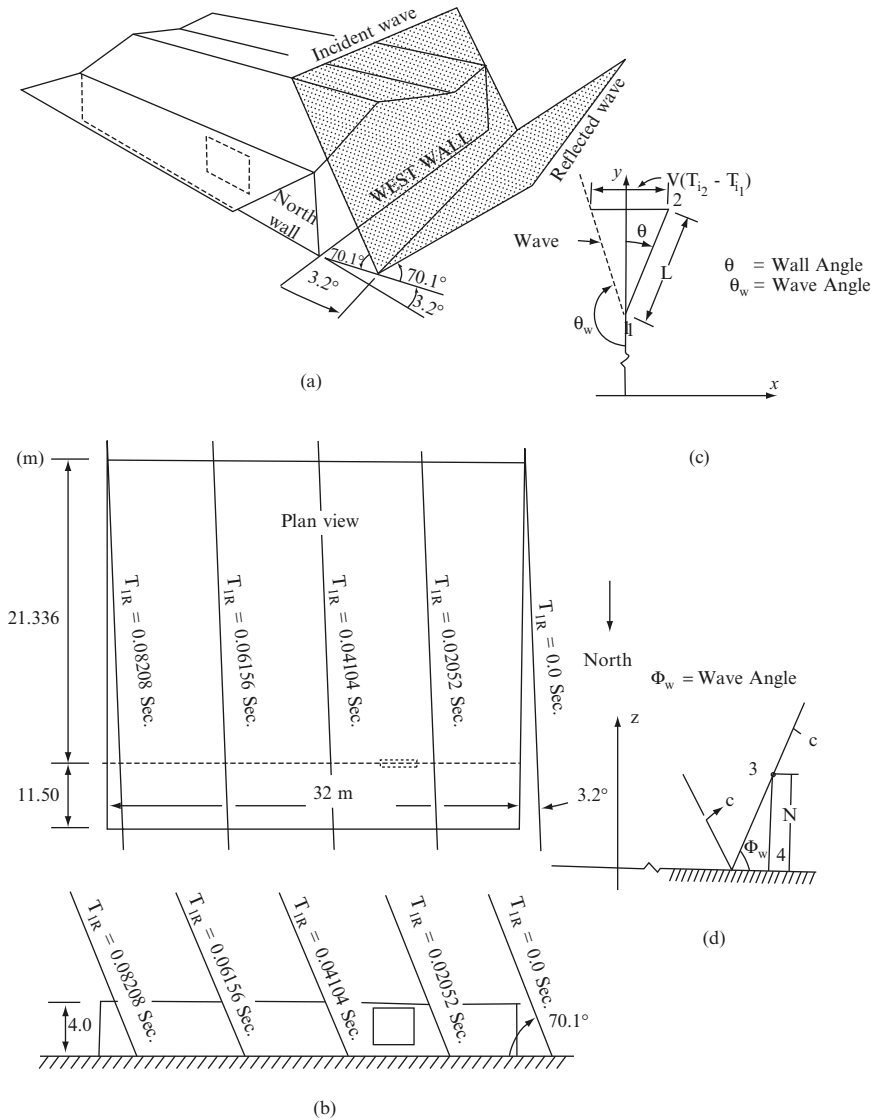 Incident wave
WEST WALL
Reflected wave
North
wall
70.1°
70.1°
3.2°
3.2°
(a)
y
V(T_{i_2} - T_{i_1})
2
θ
Wave
L
θ = Wall Angle
θ_w = Wave Angle
θ_w
1
x
(c)
(m)
Plan view
21.336
T_{1R} = 0.08208 Sec.
T_{1R} = 0.06156 Sec.
T_{1R} = 0.04104 Sec.
T_{1R} = 0.02052 Sec.
T_{1R} = 0.0 Sec.
11.50
32 m
3.2°
North
Φ_w = Wave Angle
z
c
3
c
N
Φ_w
4
(d)
T_{1R} = 0.08208 Sec.
T_{1R} = 0.06156 Sec.
T_{1R} = 0.04104 Sec.
T_{1R} = 0.02052 Sec.
T_{1R} = 0.0 Sec.
4.0
70.1°
(b)